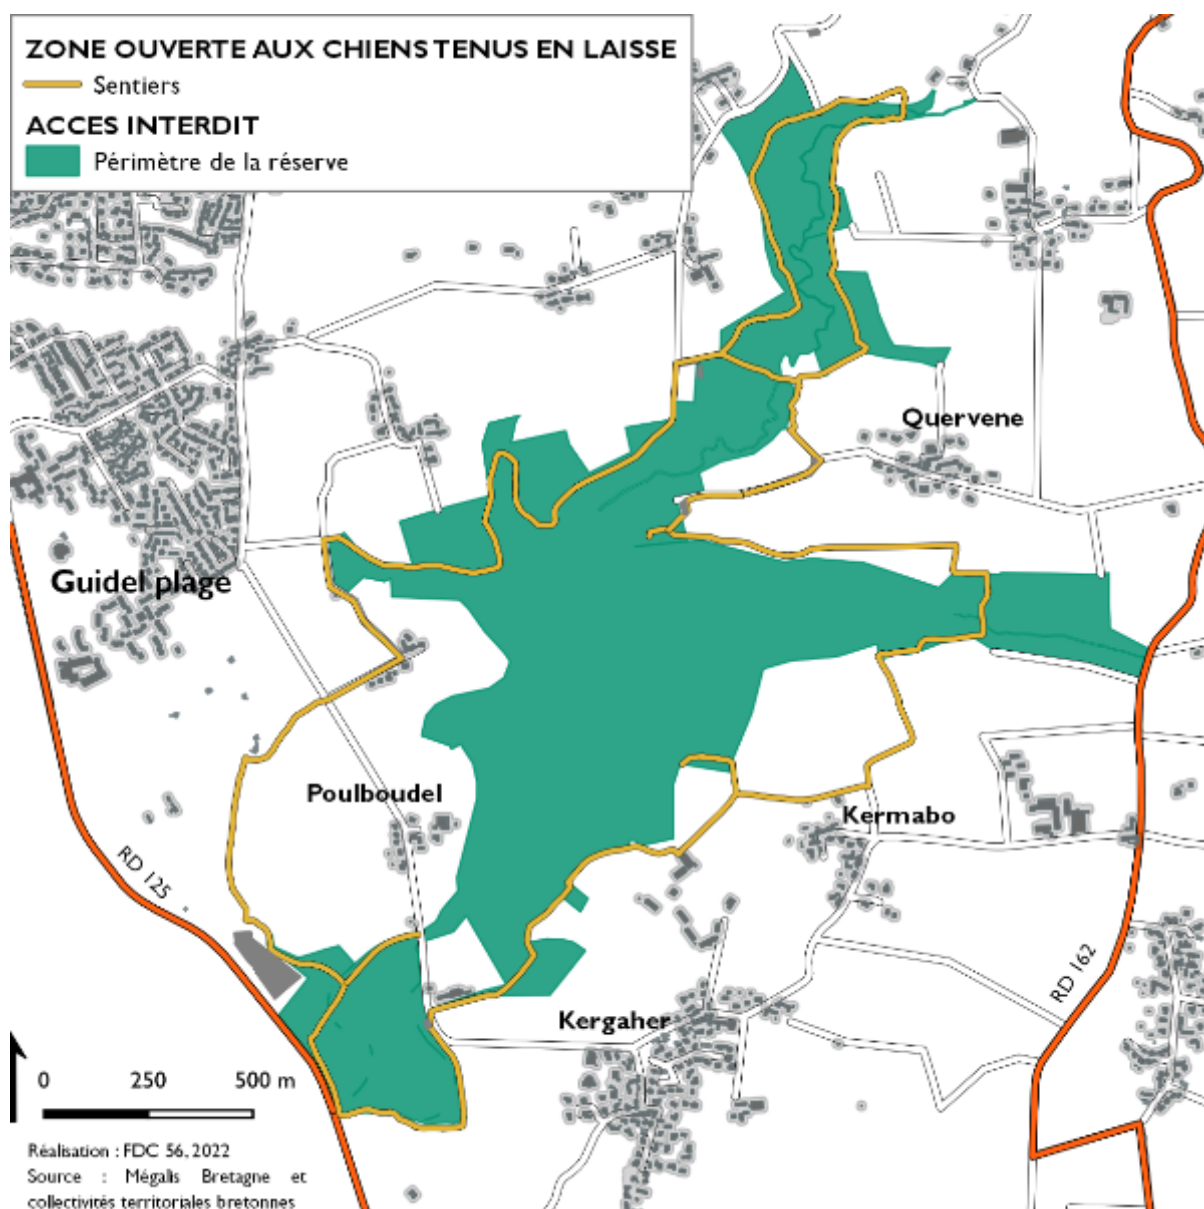 ZONE OUVERTE AUX CHIENS TENUS EN LAISSE
Sentiers
ACCES INTERDIT
Périmètre de la réserve
Quervene
Guidel plage
Poulboudel
Kermabo
RD 125
RD 162
Kergaher
0 250 500 m
Réalisation : FDC 56, 2022
Source : Mégalis Bretagne et
collectivités territoriales bretonnes